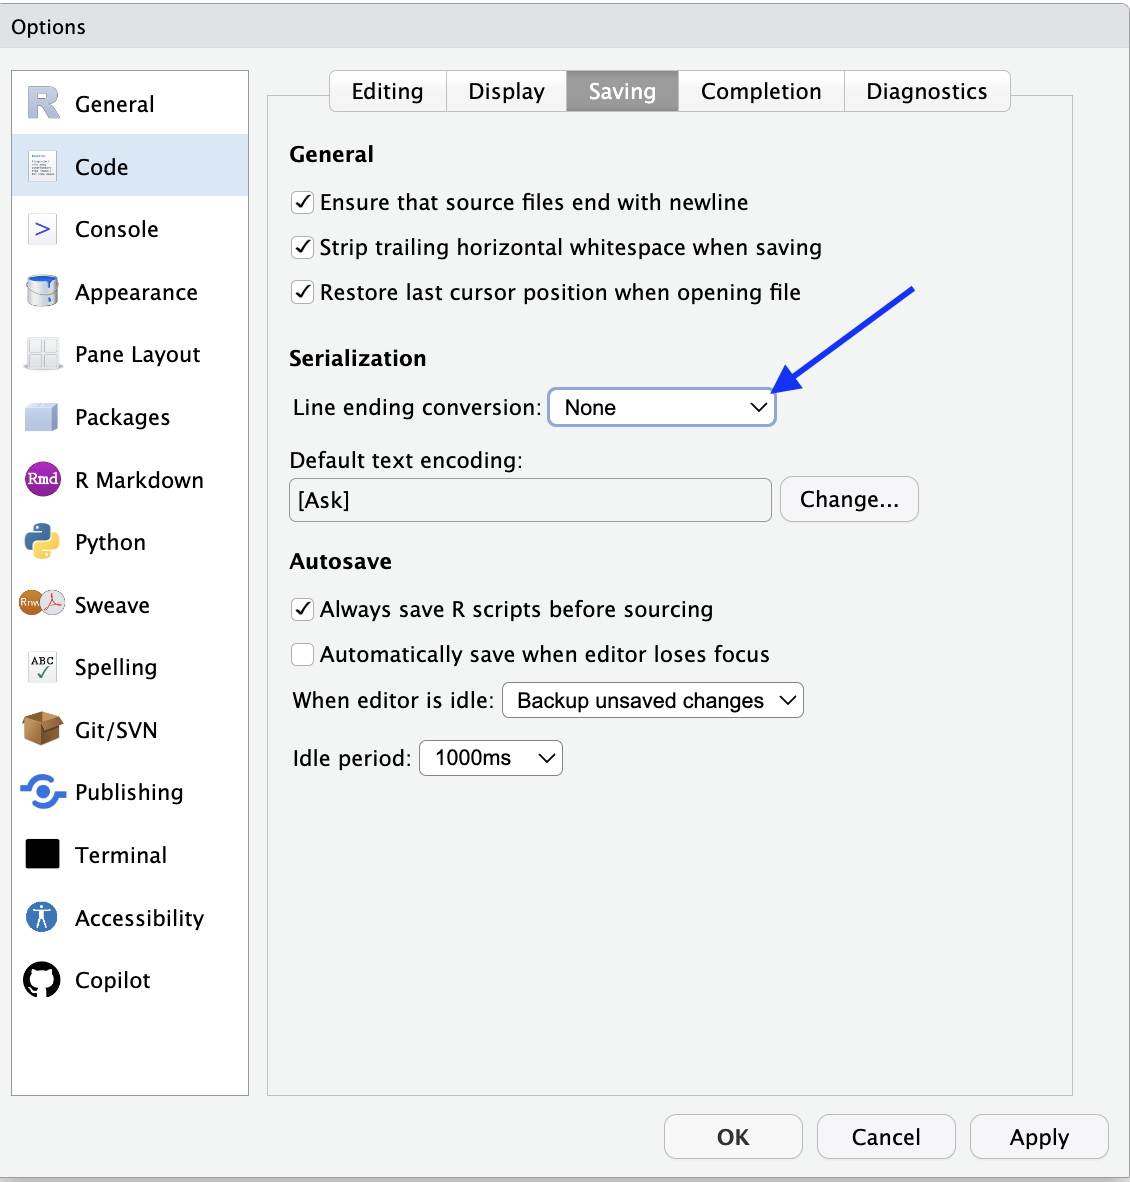 Options
General
Code
Console
Appearance
Pane Layout
Packages
Rmd R Markdown
Python
Rnw Sweave
ABC Spelling
Git/SVN
Publishing
Terminal
Accessibility
Copilot
Editing Display Saving Completion Diagnostics
General
Ensure that source files end with newline
Strip trailing horizontal whitespace when saving
Restore last cursor position when opening file
Serialization
Line ending conversion: None
Default text encoding:
[Ask] Change...
Autosave
Always save R scripts before sourcing
Automatically save when editor loses focus
When editor is idle: Backup unsaved changes
Idle period: 1000ms
OK Cancel Apply